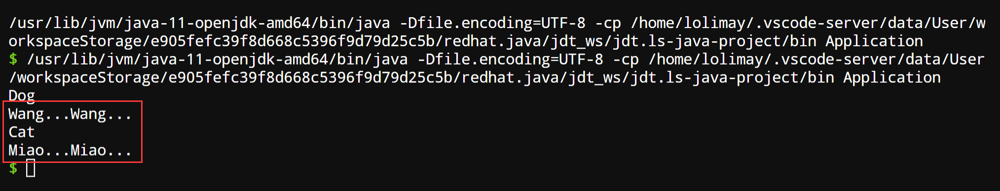 /usr/lib/jvm/java-11-openjdk-amd64/bin/java -Dfile.encoding=UTF-8 -cp /home/lolimay/.vscode-server/data/User/w
orkspaceStorage/e905fefc39f8d668c5396f9d79d25c5b/redhat.java/jdt_ws/jdt.ls-java-project/bin Application
$ /usr/lib/jvm/java-11-openjdk-amd64/bin/java -Dfile.encoding=UTF-8 -cp /home/lolimay/.vscode-server/data/User
/workspaceStorage/e905fefc39f8d668c5396f9d79d25c5b/redhat.java/jdt_ws/jdt.ls-java-project/bin Application
Dog
Wang...Wang...
Cat
Miao...Miao...
$